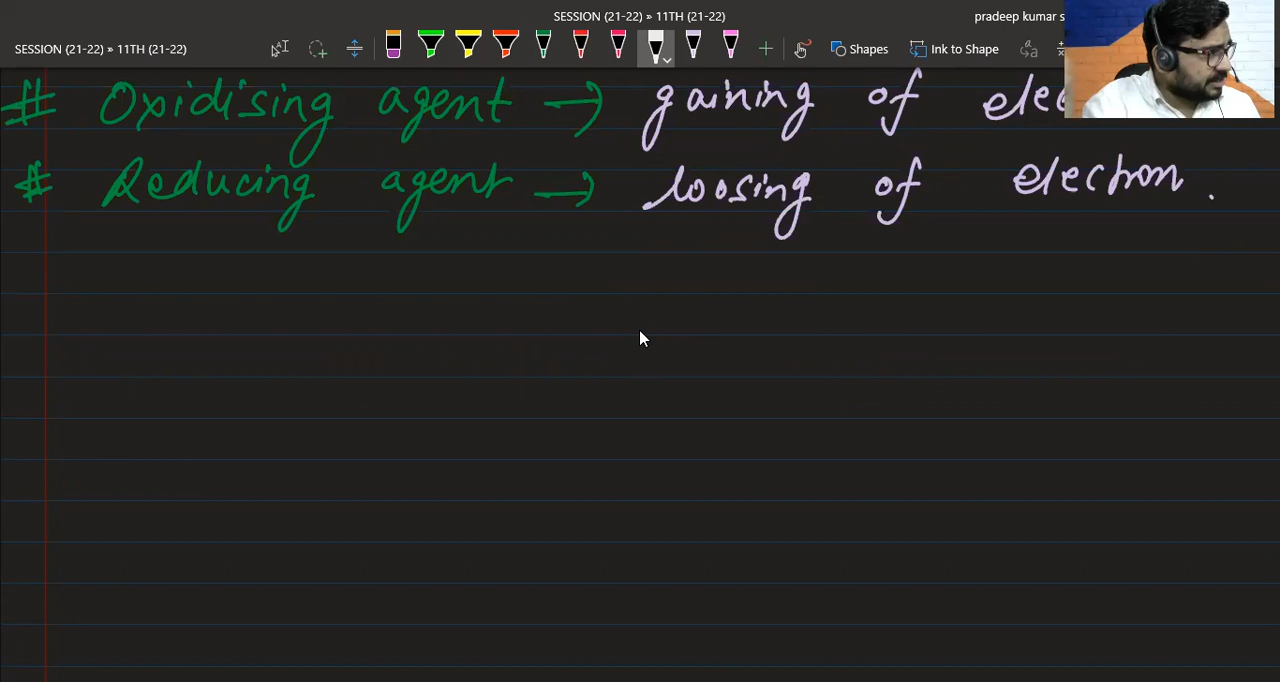 SESSION (21-22) » 11TH (21-22)
pradeep kumar s
SESSION (21-22) » 11TH (21-22)
Shapes
Ink to Shape
# Oxidising agent → gaining of elec
# Reducing agent → loosing of electron.